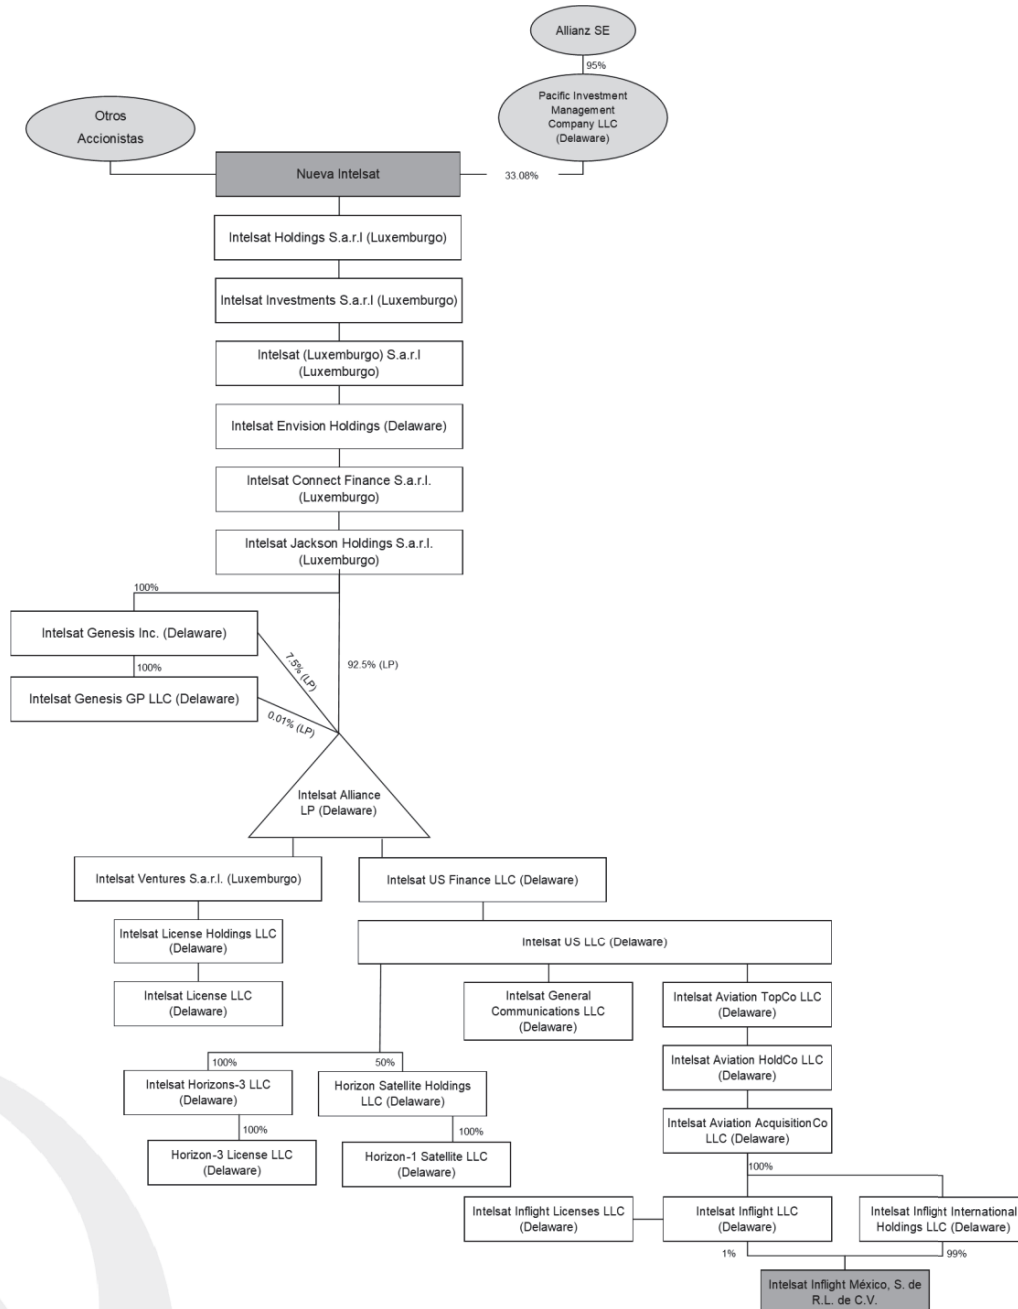 Allianz SE
95%
Pacific Investment
Management
Company LLC
(Delaware)
Otros
Accionistas
Nueva Intelsat
33.08%
Intelsat Holdings S.a.r.l (Luxemburgo)
Intelsat Investments S.a.r.l (Luxemburgo)
Intelsat (Luxemburgo) S.a.r.l
(Luxemburgo)
Intelsat Envision Holdings (Delaware)
Intelsat Connect Finance S.a.r.l.
(Luxemburgo)
Intelsat Jackson Holdings S.a.r.l.
(Luxemburgo)
100%
Intelsat Genesis Inc. (Delaware)
100%
7.5% (LP)
92.5% (LP)
Intelsat Genesis GP LLC (Delaware)
0.01% (LP)
Intelsat Alliance
LP (Delaware)
Intelsat Ventures S.a.r.l. (Luxemburgo)
Intelsat US Finance LLC (Delaware)
Intelsat License Holdings LLC
(Delaware)
Intelsat US LLC (Delaware)
Intelsat License LLC
(Delaware)
Intelsat General
Communications LLC
(Delaware)
Intelsat Aviation TopCo LLC
(Delaware)
100%
50%
Intelsat Horizons-3 LLC
(Delaware)
Horizon Satellite Holdings
LLC (Delaware)
Intelsat Aviation HoldCo LLC
(Delaware)
100%
100%
Horizon-3 License LLC
(Delaware)
Horizon-1 Satellite LLC
(Delaware)
Intelsat Aviation AcquisitionCo
LLC (Delaware)
100%
Intelsat Inflight Licenses LLC
(Delaware)
Intelsat Inflight LLC
(Delaware)
Intelsat Inflight International
Holdings LLC (Delaware)
1%
99%
Intelsat Inflight México, S. de
R.L. de C.V.